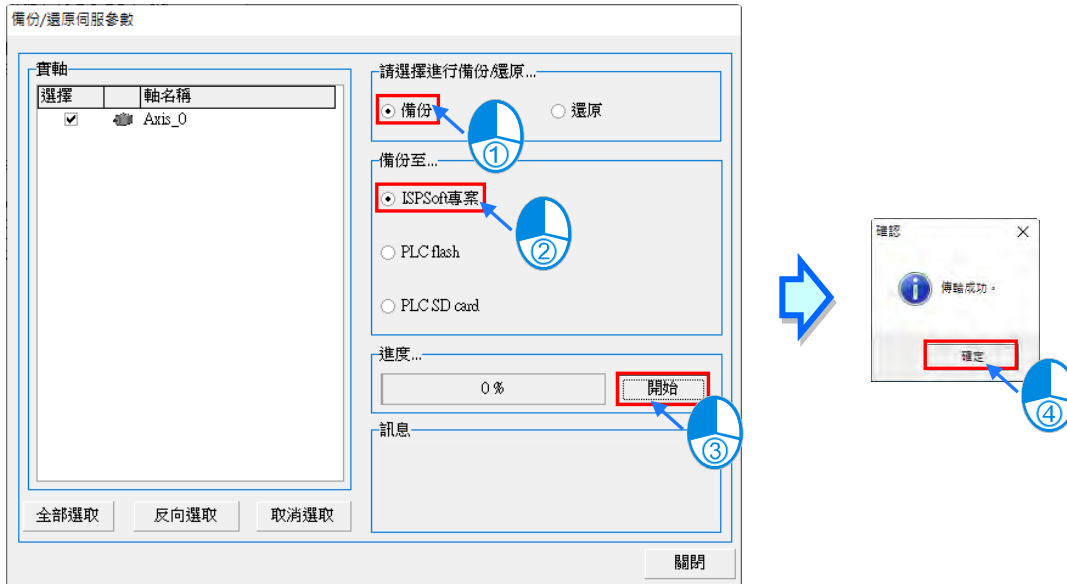 備份/還原伺服參數
實軸
選擇 軸名稱
Axis_0
全部選取 反向選取 取消選取
請選擇進行備份/還原...
備份 還原
①
備份至...
ISPSoft專案
②
PLC flash
PLC SD card
進度...
0 % 開始
③
訊息
關閉
確認
傳輸成功。
確定
④